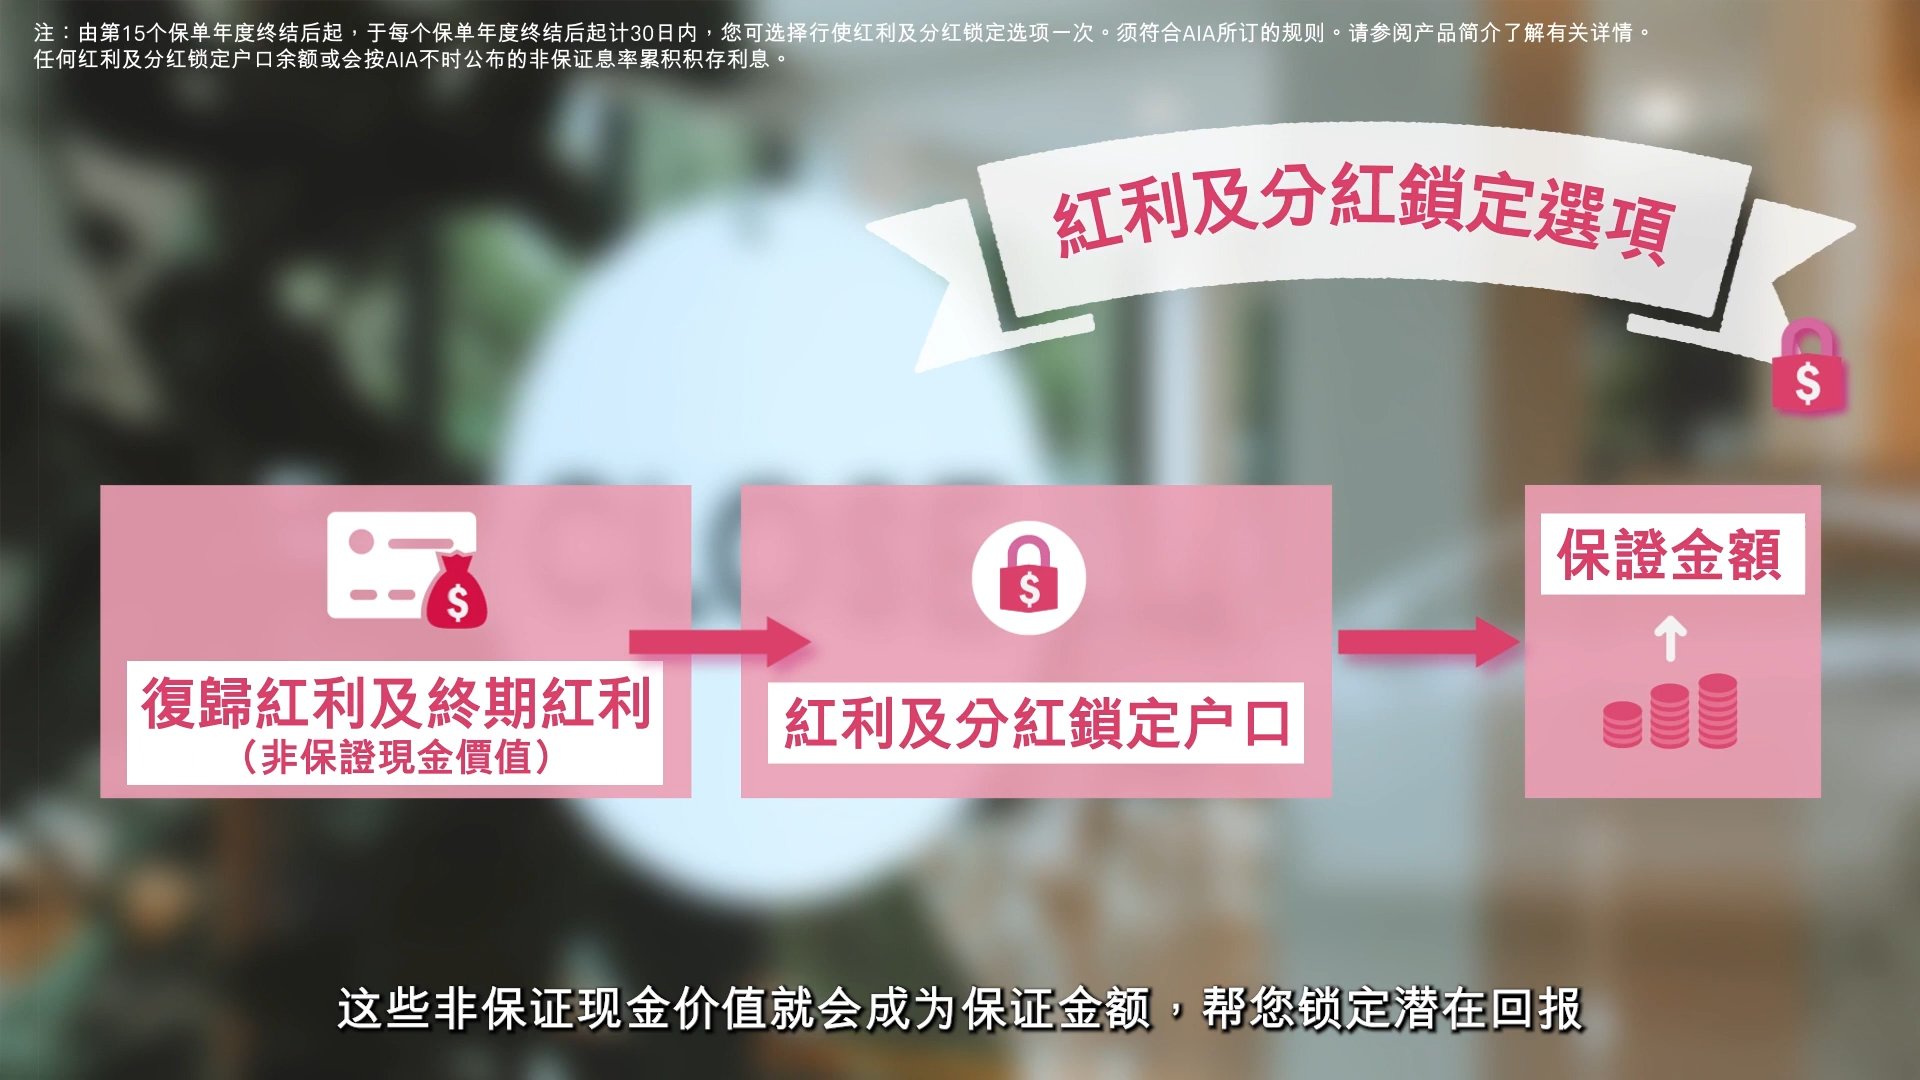 注：由第15个保单年度终结后起，于每个保单年度终结后起计30日内，您可选择行使红利及分红锁定选项一次。须符合AIA所订的规则。请参阅产品简介了解有关详情。
任何红利及分红锁定户口余额或会按AIA不时公布的非保证息率累积积存利息。
紅利及分紅鎖定選項
$
$
$
保證金額
復歸紅利及終期紅利
（非保證現金價值）
紅利及分紅鎖定户口
这些非保证现金价值就会成为保证金额，帮您锁定潜在回报